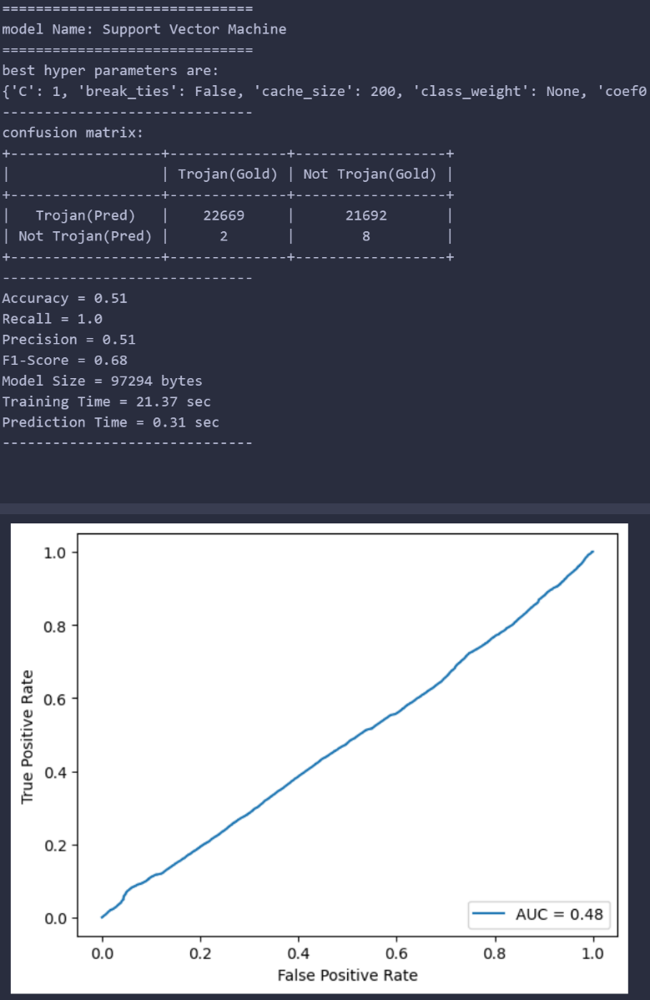 ==============================
model Name: Support Vector Machine
==============================
best hyper parameters are:
{'C': 1, 'break_ties': False, 'cache_size': 200, 'class_weight': None, 'coef0
------------------------------
confusion matrix:
+------------------+--------------+------------------+
|                  | Trojan(Gold) | Not Trojan(Gold) |
+------------------+--------------+------------------+
|   Trojan(Pred)   |    22669     |      21692       |
| Not Trojan(Pred) |      2       |        8         |
+------------------+--------------+------------------+
------------------------------
Accuracy = 0.51
Recall = 1.0
Precision = 0.51
F1-Score = 0.68
Model Size = 97294 bytes
Training Time = 21.37 sec
Prediction Time = 0.31 sec
------------------------------
1.0
0.8
0.6
0.4
0.2
0.0
True Positive Rate
AUC = 0.48
0.0 0.2 0.4 0.6 0.8 1.0
False Positive Rate